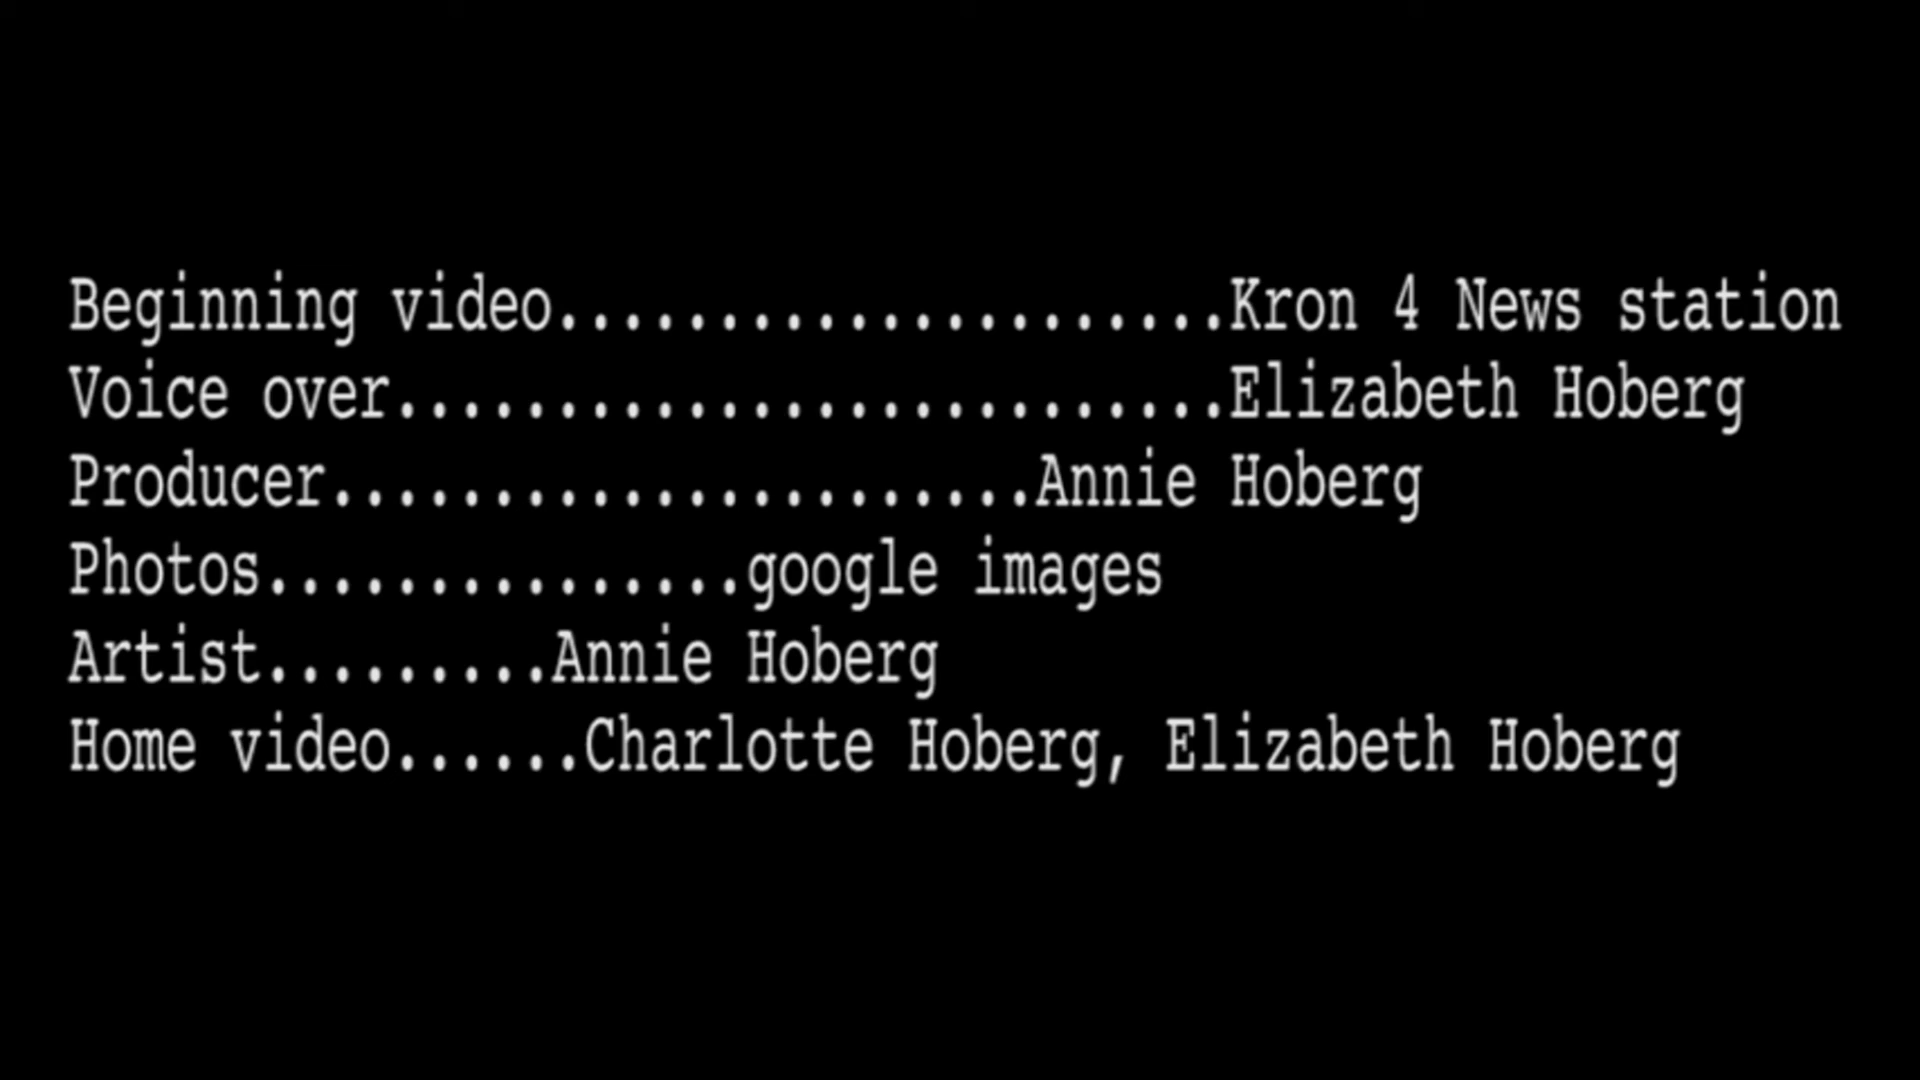 Beginning video.....................Kron 4 News station
Voice over..........................Elizabeth Hoberg
Producer......................Annie Hoberg
Photos...............google images
Artist.........Annie Hoberg
Home video......Charlotte Hoberg, Elizabeth Hoberg